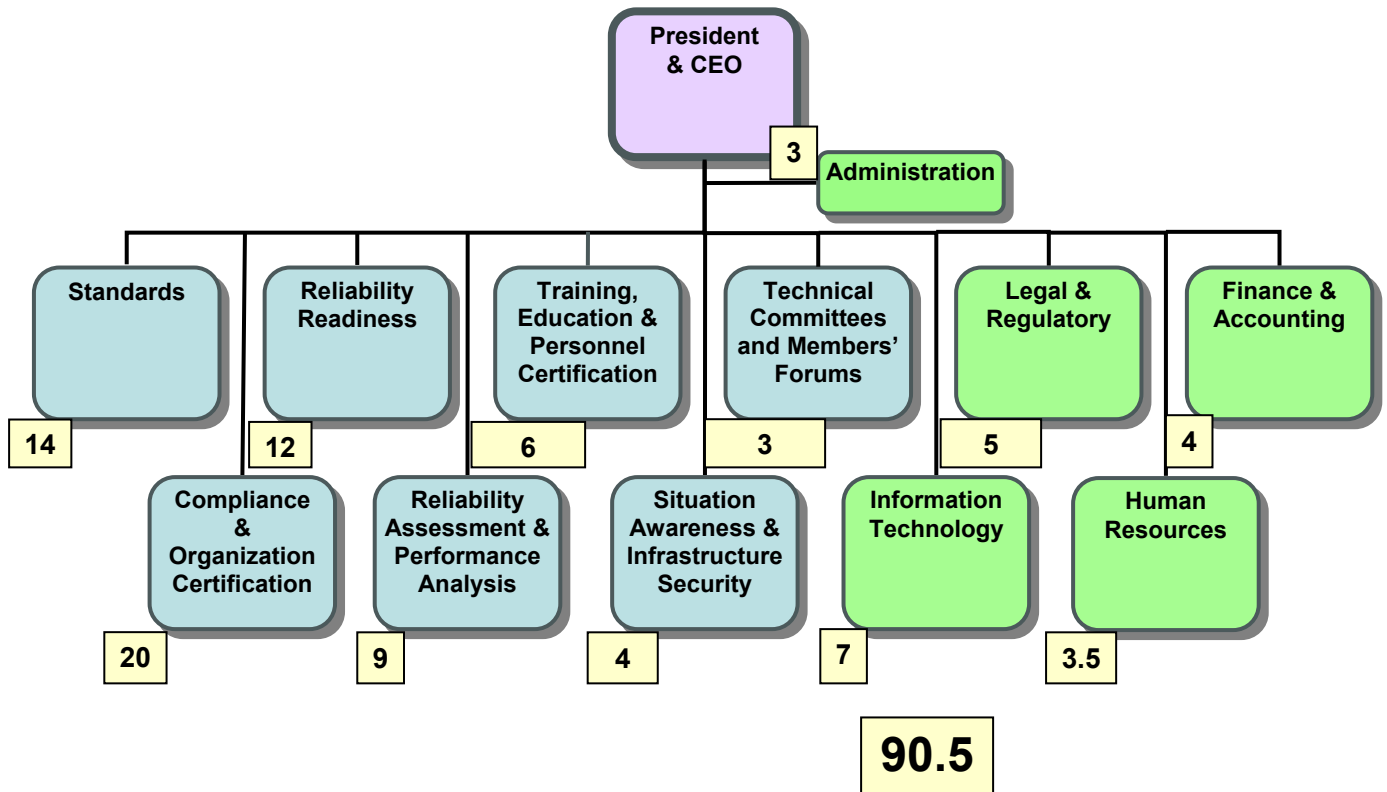 President
& CEO
3
Administration
Standards
14
Reliability
Readiness
12
Training,
Education &
Personnel
Certification
6
Technical
Committees
and Members’
Forums
3
Legal &
Regulatory
5
Finance &
Accounting
4
Compliance
&
Organization
Certification
20
Reliability
Assessment &
Performance
Analysis
9
Situation
Awareness &
Infrastructure
Security
4
Information
Technology
7
Human
Resources
3.5
90.5